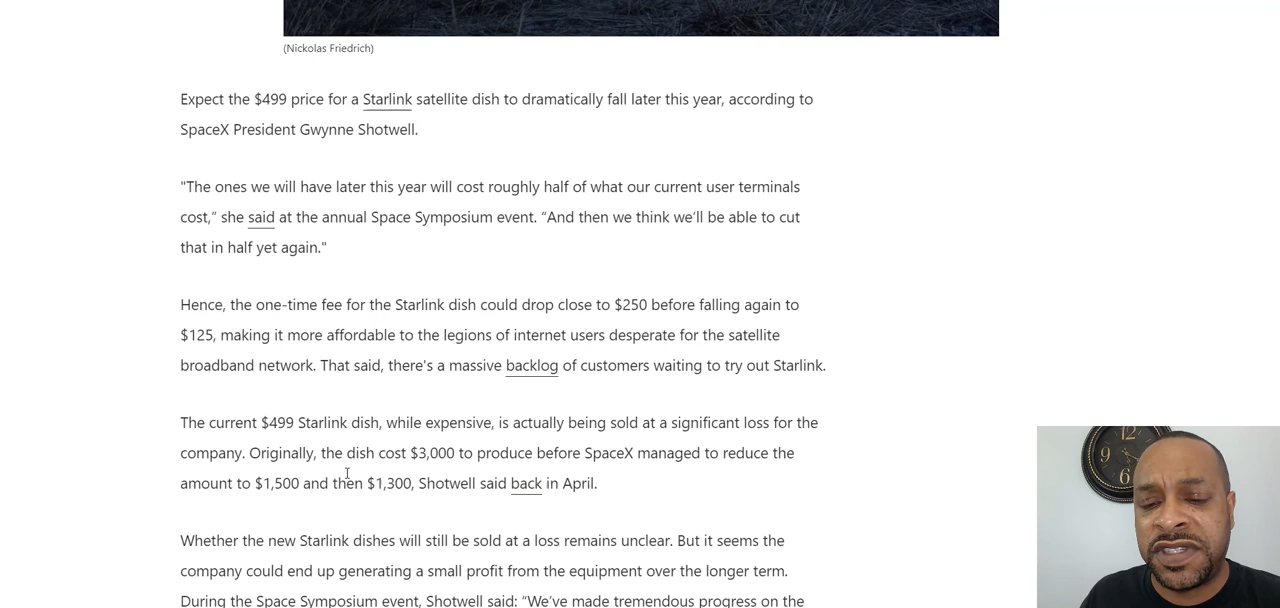 (Nickolas Friedrich)
Expect the $499 price for a Starlink satellite dish to dramatically fall later this year, according to
SpaceX President Gwynne Shotwell.
"The ones we will have later this year will cost roughly half of what our current user terminals
cost,” she said at the annual Space Symposium event. “And then we think we’ll be able to cut
that in half yet again."
Hence, the one-time fee for the Starlink dish could drop close to $250 before falling again to
$125, making it more affordable to the legions of internet users desperate for the satellite
broadband network. That said, there's a massive backlog of customers waiting to try out Starlink.
The current $499 Starlink dish, while expensive, is actually being sold at a significant loss for the
company. Originally, the dish cost $3,000 to produce before SpaceX managed to reduce the
amount to $1,500 and then $1,300, Shotwell said back in April.
Whether the new Starlink dishes will still be sold at a loss remains unclear. But it seems the
company could end up generating a small profit from the equipment over the longer term.
During the Space Symposium event, Shotwell said: “We’ve made tremendous progress on the
12
9